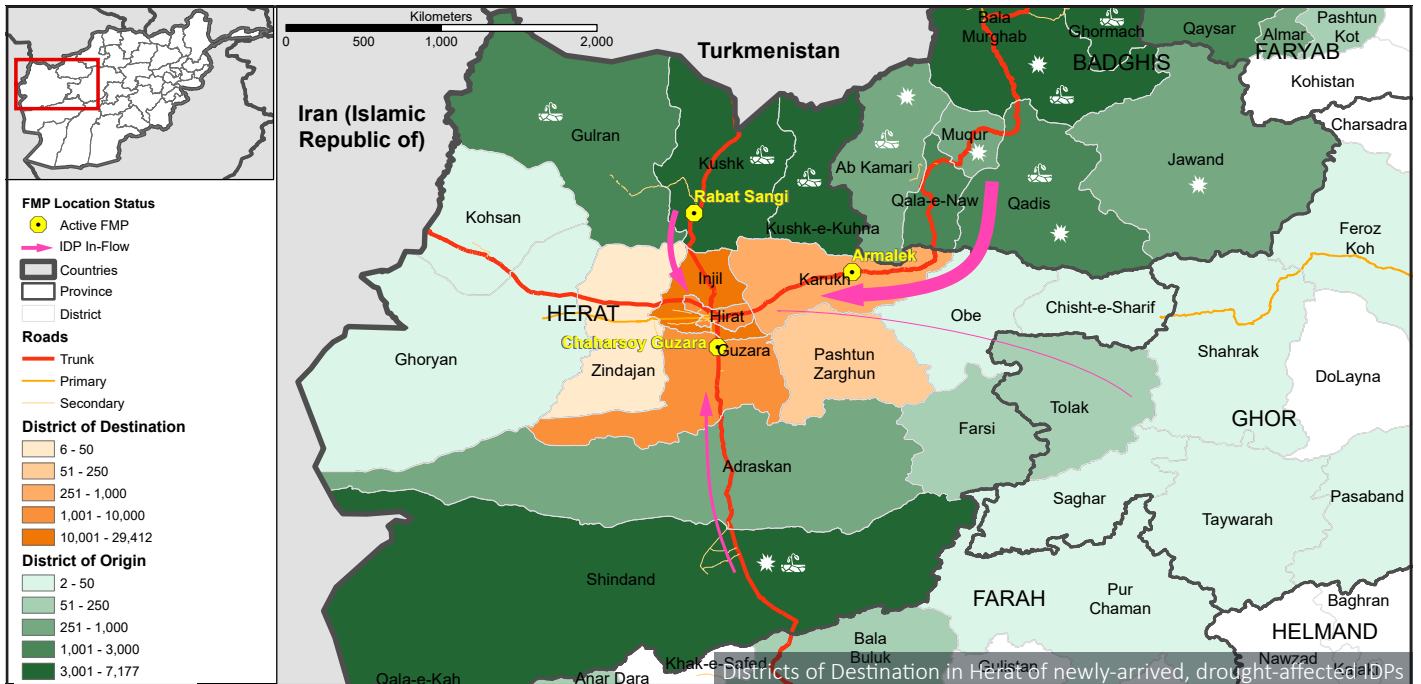 Kilometers
0 500 1,000 2,000
FMP Location Status
Active FMP
IDP In-Flow
Countries
Province
District
Roads
Trunk
Primary
Secondary
District of Destination
6 - 50
51 - 250
251 - 1,000
1,001 - 10,000
10,001 - 29,412
District of Origin
2 - 50
51 - 250
251 - 1,000
1,001 - 3,000
3,001 - 7,177
Turkmenistan
Iran (Islamic
Republic of)
Bala
Murghab
Ghormach
Qaysar
Almar
Pashtun
Kot
BADGHIS
FARYAB
Kohistan
Charsadra
Gulran
Kushk
Ab Kamari
Muqur
Jawand
Rabat Sangi
Qala-e-Naw
Qadis
Kohsan
Kushk-e-Kuhna
Feroz
Koh
Armalek
Injil
Karukh
Chisht-e-Sharif
HERAT
Hirat
Obe
Chaharsoy Guzara
Guzara
Ghoryan
Zindajan
Pashtun
Zarghun
Shahrak
DoLayna
Tolak
GHOR
Farsi
Adraskan
Saghar
Pasaband
Taywarah
Shindand
FARAH
Pur
Chaman
Baghran
HELMAND
Bala
Buluk
Khak-e-Safed
Gulistan
Nawzad
Qala-e-Kah
Anar Dara
Districts of Destination in Herat of newly-arrived, drought-affected IDPs